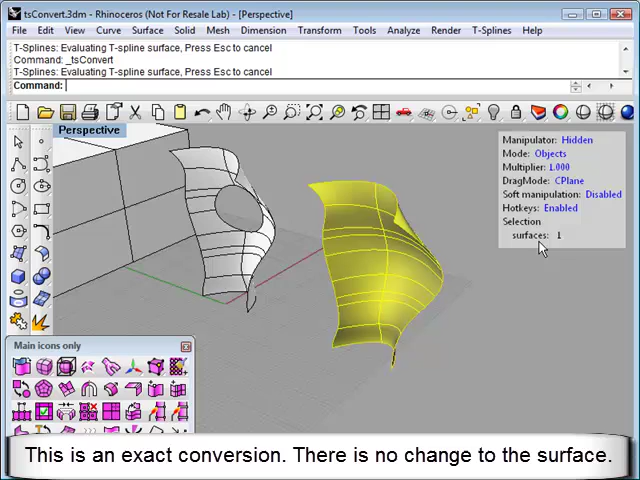 tsConvert.3dm - Rhinoceros (Not For Resale Lab) - [Perspective]
File Edit View Curve Surface Solid Mesh Dimension Transform Tools Analyze Render T-Splines Help
T-Splines: Evaluating T-spline surface, Press Esc to cancel
Command: _tsConvert
T-Splines: Evaluating T-spline surface, Press Esc to cancel
Command:
Perspective
Manipulator: Hidden
Mode: Objects
Multiplier: 1.000
DragMode: CPlane
Soft manipulation: Disabled
Hotkeys: Enabled
Selection
surfaces: 1
Main icons only
This is an exact conversion. There is no change to the surface.